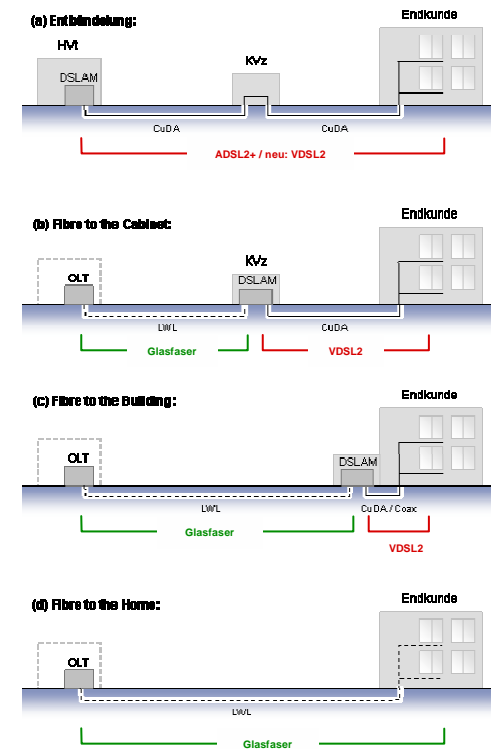 (a) Entbündelung:
Endkunde
HVt
KVz
DSLAM
CuDA
CuDA
ADSL2+ / neu: VDSL2
(b) Fibre to the Cabinet:
Endkunde
KVz
OLT
DSLAM
LWL
CuDA
Glasfaser
VDSL2
(c) Fibre to the Building:
Endkunde
OLT
DSLAM
LWL
CuDA / Coax
Glasfaser
VDSL2
(d) Fibre to the Home:
Endkunde
OLT
LWL
Glasfaser